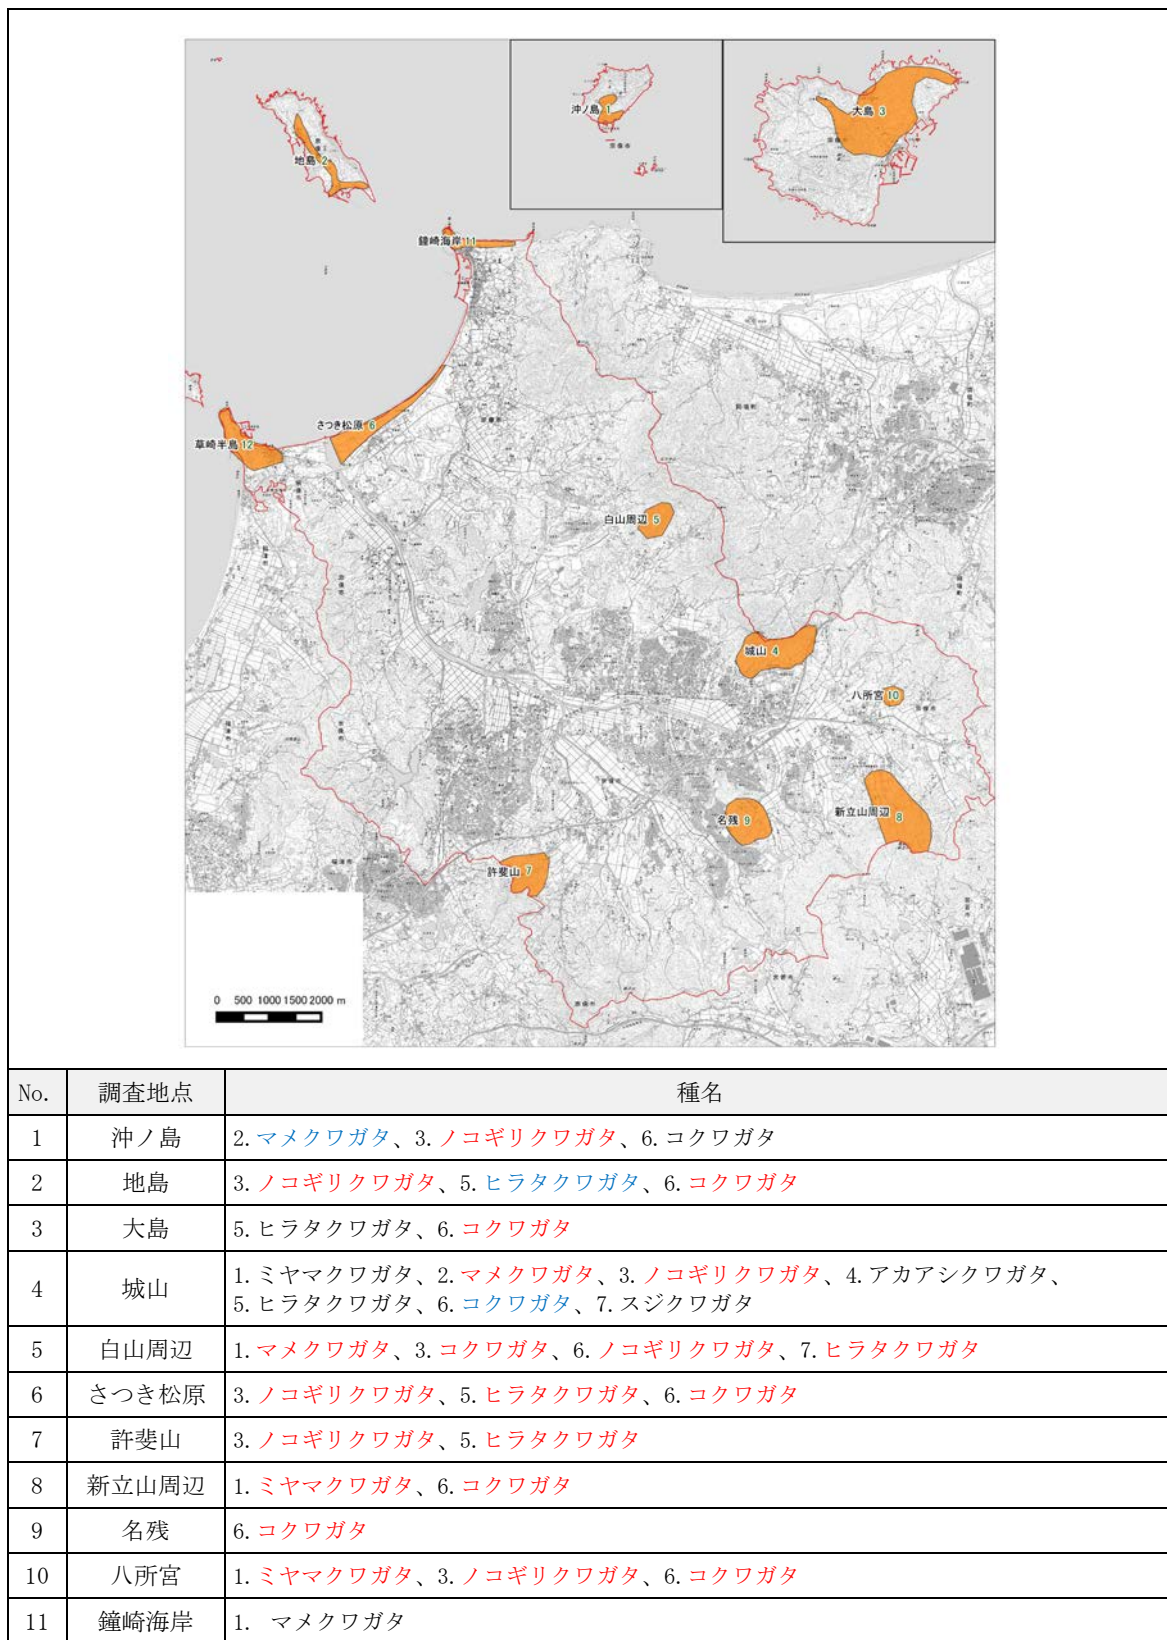 沖ノ島 1
大島 3
地島 2
鐘崎海岸 11
さつき松原 6
草崎半島 12
白山周辺 5
城山 4
八所宮 10
新立山周辺 8
名残 9
許斐山 7
0 500 1000 1500 2000 m
No. 調査地点 種名
1 沖ノ島 2.マメクワガタ、3.ノコギリクワガタ、6.コクワガタ
2 地島 3.ノコギリクワガタ、5.ヒラタクワガタ、6.コクワガタ
3 大島 5.ヒラタクワガタ、6.コクワガタ
4 城山 1.ミヤマクワガタ、2.マメクワガタ、3.ノコギリクワガタ、4.アカアシクワガタ、
5.ヒラタクワガタ、6.コクワガタ、7.スジクワガタ
5 白山周辺 1.マメクワガタ、3.コクワガタ、6.ノコギリクワガタ、7.ヒラタクワガタ
6 さつき松原 3.ノコギリクワガタ、5.ヒラタクワガタ、6.コクワガタ
7 許斐山 3.ノコギリクワガタ、5.ヒラタクワガタ
8 新立山周辺 1.ミヤマクワガタ、6.コクワガタ
9 名残 6.コクワガタ
10 八所宮 1.ミヤマクワガタ、3.ノコギリクワガタ、6.コクワガタ
11 鐘崎海岸 1. マメクワガタ